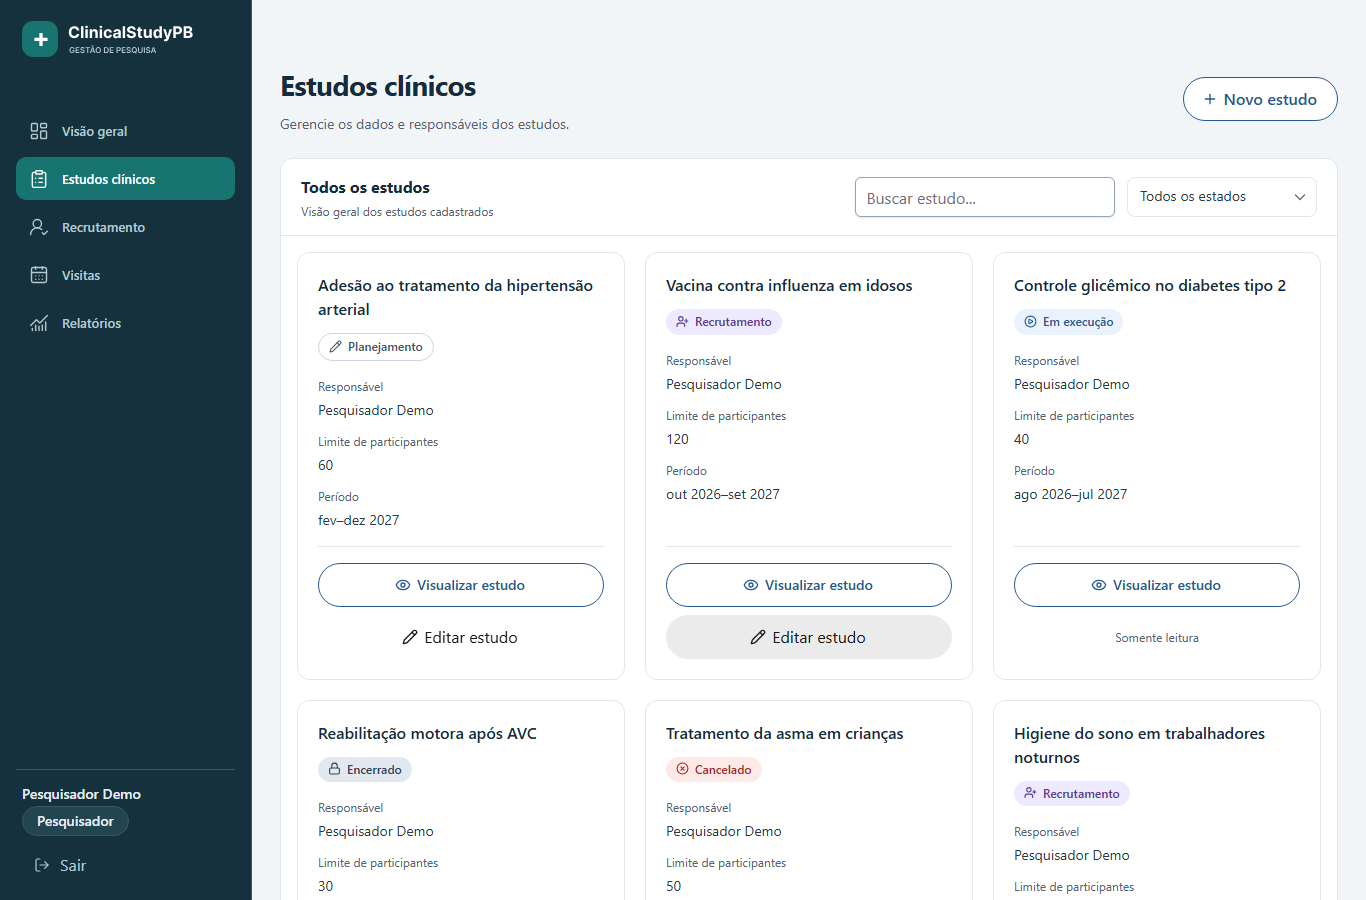 ClinicalStudyPB
GESTÃO DE PESQUISA
Visão geral
Estudos clínicos
Recrutamento
Visitas
Relatórios
Pesquisador Demo
Pesquisador
Sair
Estudos clínicos
Gerencie os dados e responsáveis dos estudos.
+ Novo estudo
Todos os estudos
Visão geral dos estudos cadastrados
Buscar estudo...
Todos os estados
Adesão ao tratamento da hipertensão
arterial
Planejamento
Responsável
Pesquisador Demo
Limite de participantes
60
Período
fev–dez 2027
Visualizar estudo
Editar estudo
Vacina contra influenza em idosos
Recrutamento
Responsável
Pesquisador Demo
Limite de participantes
120
Período
out 2026–set 2027
Visualizar estudo
Editar estudo
Controle glicêmico no diabetes tipo 2
Em execução
Responsável
Pesquisador Demo
Limite de participantes
40
Período
ago 2026–jul 2027
Visualizar estudo
Somente leitura
Reabilitação motora após AVC
Encerrado
Responsável
Pesquisador Demo
Limite de participantes
30
Tratamento da asma em crianças
Cancelado
Responsável
Pesquisador Demo
Limite de participantes
50
Higiene do sono em trabalhadores
noturnos
Recrutamento
Responsável
Pesquisador Demo
Limite de participantes